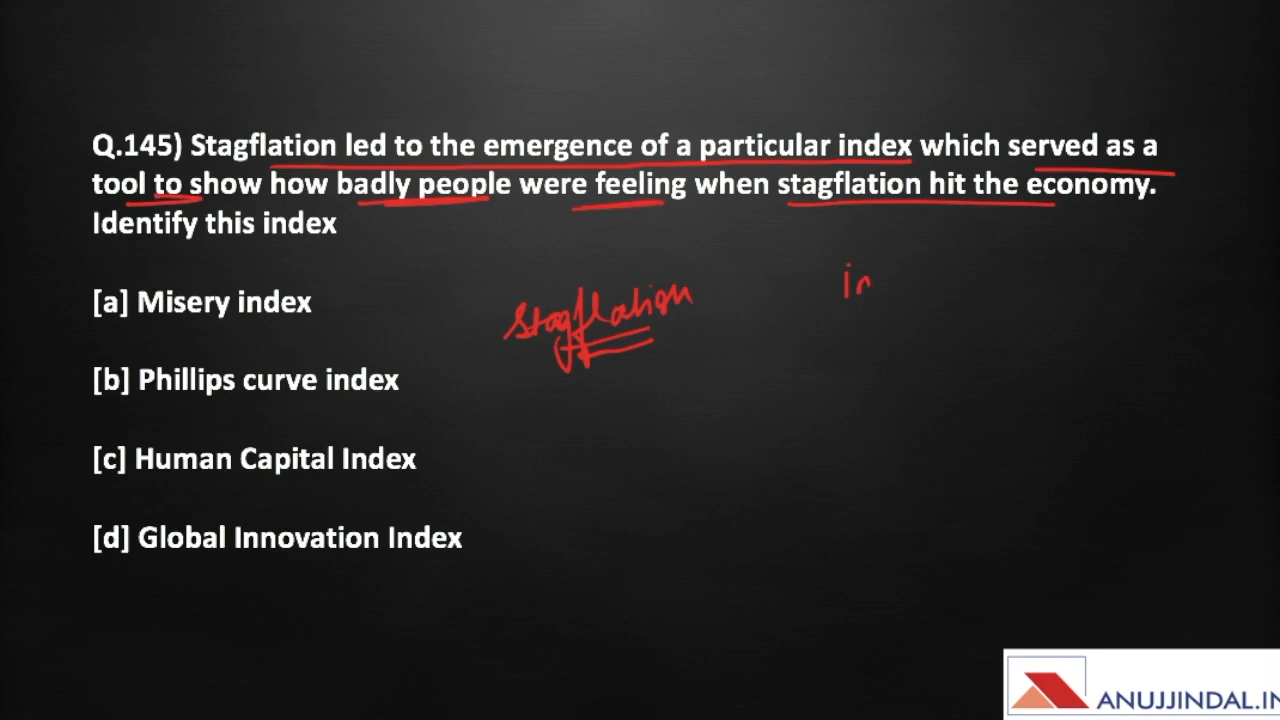 Q.145) Stagflation led to the emergence of a particular index which served as a
tool to show how badly people were feeling when stagflation hit the economy.
Identify this index
[a] Misery index
stagflation
in
[b] Phillips curve index
[c] Human Capital Index
[d] Global Innovation Index
ANUJJINDAL.IN